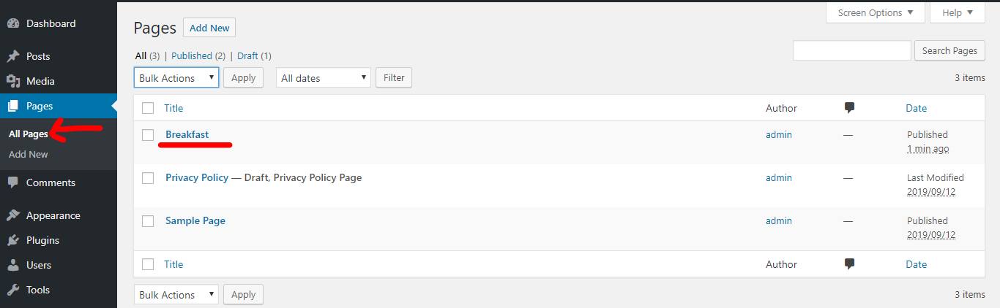 Dashboard
Posts
Media
Pages
All Pages
Add New
Comments
Appearance
Plugins
Users
Tools
Screen Options ▼
Help ▼
Pages Add New
All (3) | Published (2) | Draft (1)
Search Pages
Bulk Actions Apply All dates Filter
3 items
Title Author Date
Breakfast admin — Published
1 min ago
Privacy Policy — Draft, Privacy Policy Page admin — Last Modified
2019/09/12
Sample Page admin — Published
2019/09/12
Title Author Date
Bulk Actions Apply
3 items